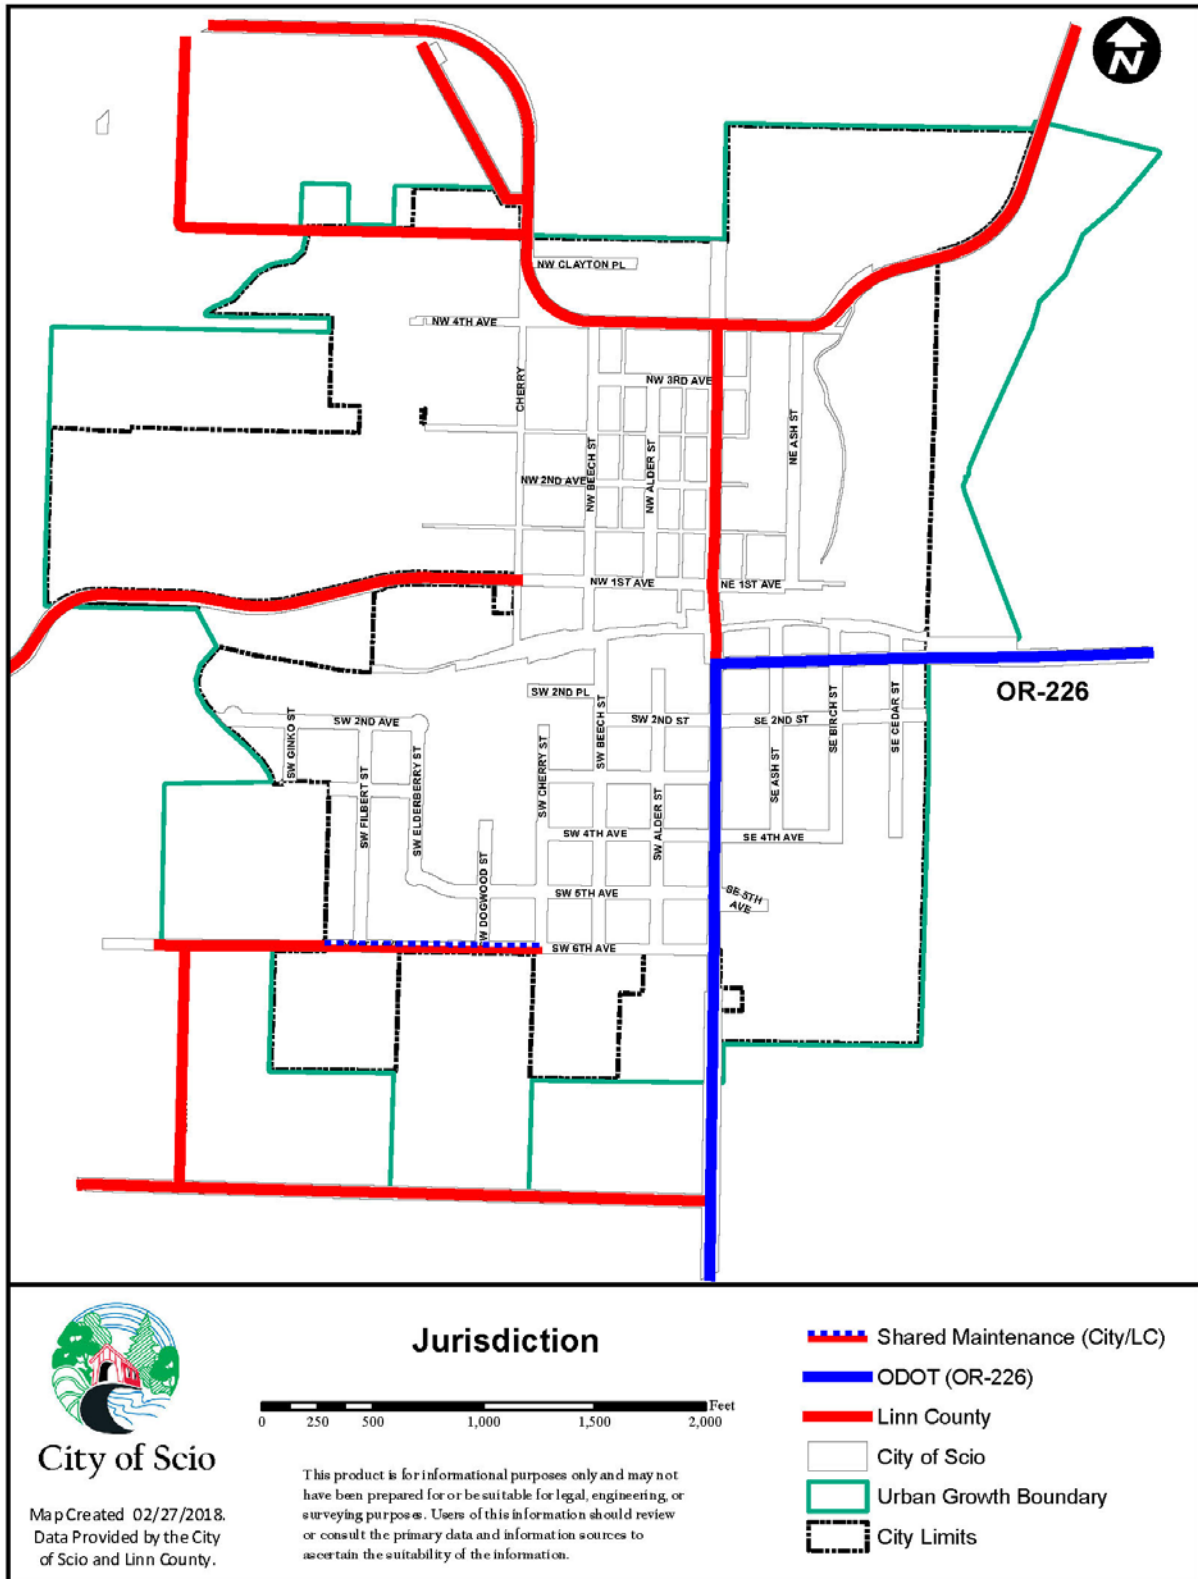 N
NW CLAYTON PL
NW 4TH AVE
CHERRY
NW 3RD AVE
NE ASH ST
NW BEECH ST
NW ALDER ST
NW 2ND AVE
NW 1ST AVE
NE 1ST AVE
OR-226
SW 2ND PL
SW GINKO ST
SW 2ND AVE
SW BEECH ST
SW 2ND ST
SE 2ND ST
SE BIRCH ST
SE CEDAR ST
SW FILBERT ST
SW ELDERBERRY ST
SW CHERRY ST
SE ASH ST
SW ALDER ST
SW 4TH AVE
SE 4TH AVE
SW DOGWOOD ST
SW 5TH AVE
SE 5TH
AVE
SW 6TH AVE
City of Scio
Map Created 02/27/2018.
Data Provided by the City
of Scio and Linn County.
Jurisdiction
Feet
0 250 500 1,000 1,500 2,000
This product is for informational purposes only and may not
have been prepared for or be suitable for legal, engineering, or
surveying purposes. Users of this information should review
or consult the primary data and information sources to
ascertain the suitability of the information.
Shared Maintenance (City/LC)
ODOT (OR-226)
Linn County
City of Scio
Urban Growth Boundary
City Limits